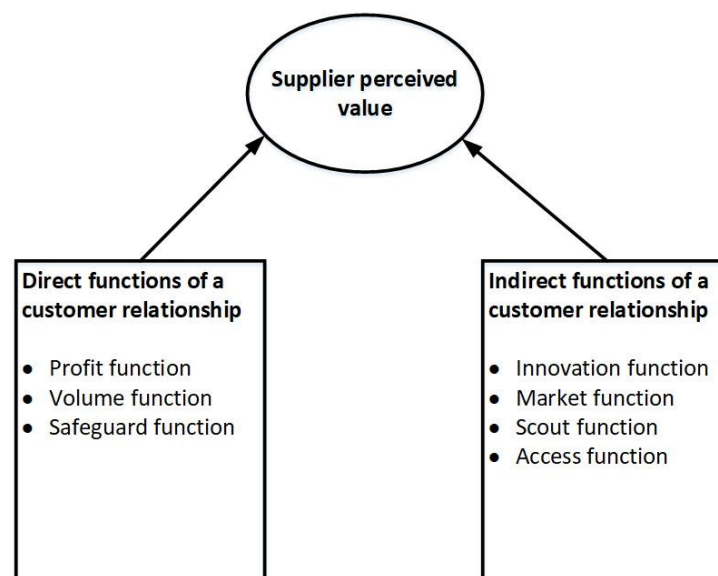 Supplier perceived
value
Direct functions of a
customer relationship
● Profit function
● Volume function
● Safeguard function
Indirect functions of a
customer relationship
● Innovation function
● Market function
● Scout function
● Access function